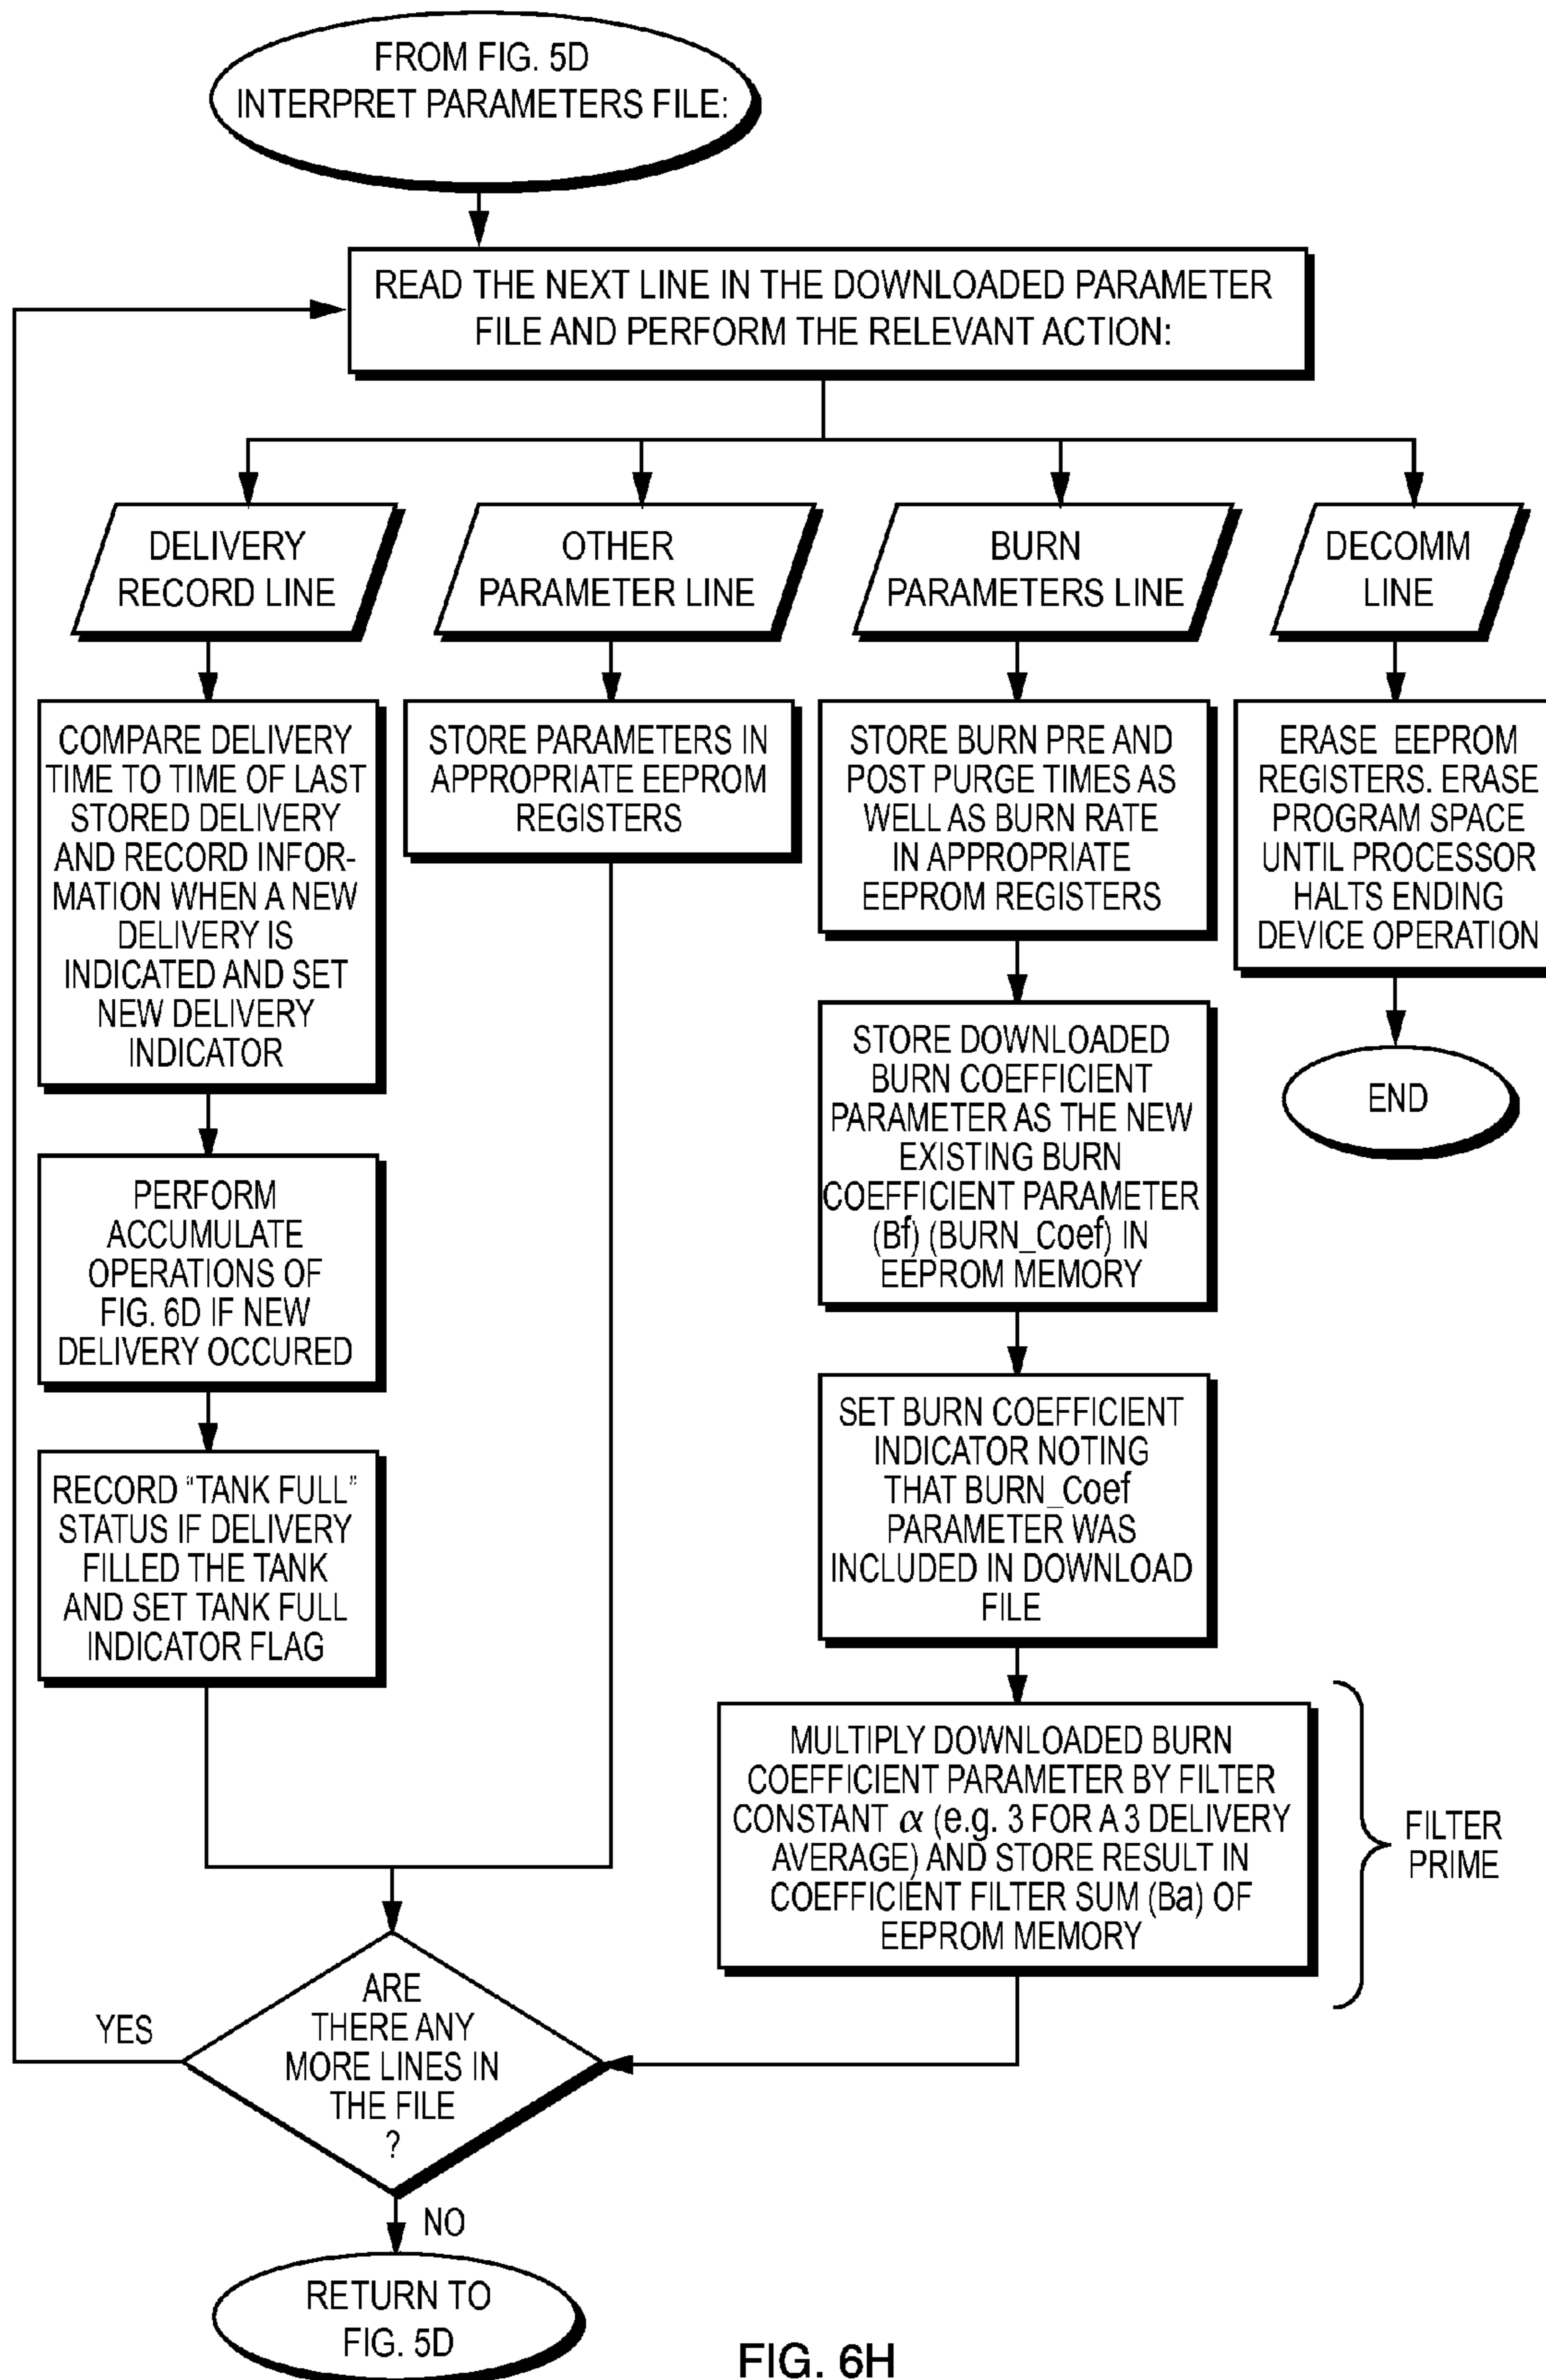 FROM FIG. 5D
INTERPRET PARAMETERS FILE:
READ THE NEXT LINE IN THE DOWNLOADED PARAMETER
FILE AND PERFORM THE RELEVANT ACTION:
DELIVERY
RECORD LINE
OTHER
PARAMETER LINE
BURN
PARAMETERS LINE
DECOMM
LINE
COMPARE DELIVERY
TIME TO TIME OF LAST
STORED DELIVERY
AND RECORD INFOR-
MATION WHEN A NEW
DELIVERY IS
INDICATED AND SET
NEW DELIVERY
INDICATOR
PERFORM
ACCUMULATE
OPERATIONS OF
FIG. 6D IF NEW
DELIVERY OCCURED
RECORD “TANK FULL”
STATUS IF DELIVERY
FILLED THE TANK
AND SET TANK FULL
INDICATOR FLAG
STORE PARAMETERS IN
APPROPRIATE EEPROM
REGISTERS
STORE BURN PRE AND
POST PURGE TIMES AS
WELL AS BURN RATE
IN APPROPRIATE
EEPROM REGISTERS
STORE DOWNLOADED
BURN COEFFICIENT
PARAMETER AS THE NEW
EXISTING BURN
COEFFICIENT PARAMETER
(Bf) (BURN_Coef) IN
EEPROM MEMORY
SET BURN COEFFICIENT
INDICATOR NOTING
THAT BURN_Coef
PARAMETER WAS
INCLUDED IN DOWNLOAD
FILE
MULTIPLY DOWNLOADED BURN
COEFFICIENT PARAMETER BY FILTER
CONSTANT α (e.g. 3 FOR A 3 DELIVERY
AVERAGE) AND STORE RESULT IN
COEFFICIENT FILTER SUM (Ba) OF
EEPROM MEMORY
FILTER
PRIME
ERASE EEPROM
REGISTERS. ERASE
PROGRAM SPACE
UNTIL PROCESSOR
HALTS ENDING
DEVICE OPERATION
END
ARE
THERE ANY
MORE LINES IN
THE FILE
?
YES
NO
RETURN TO
FIG. 5D
FIG. 6H